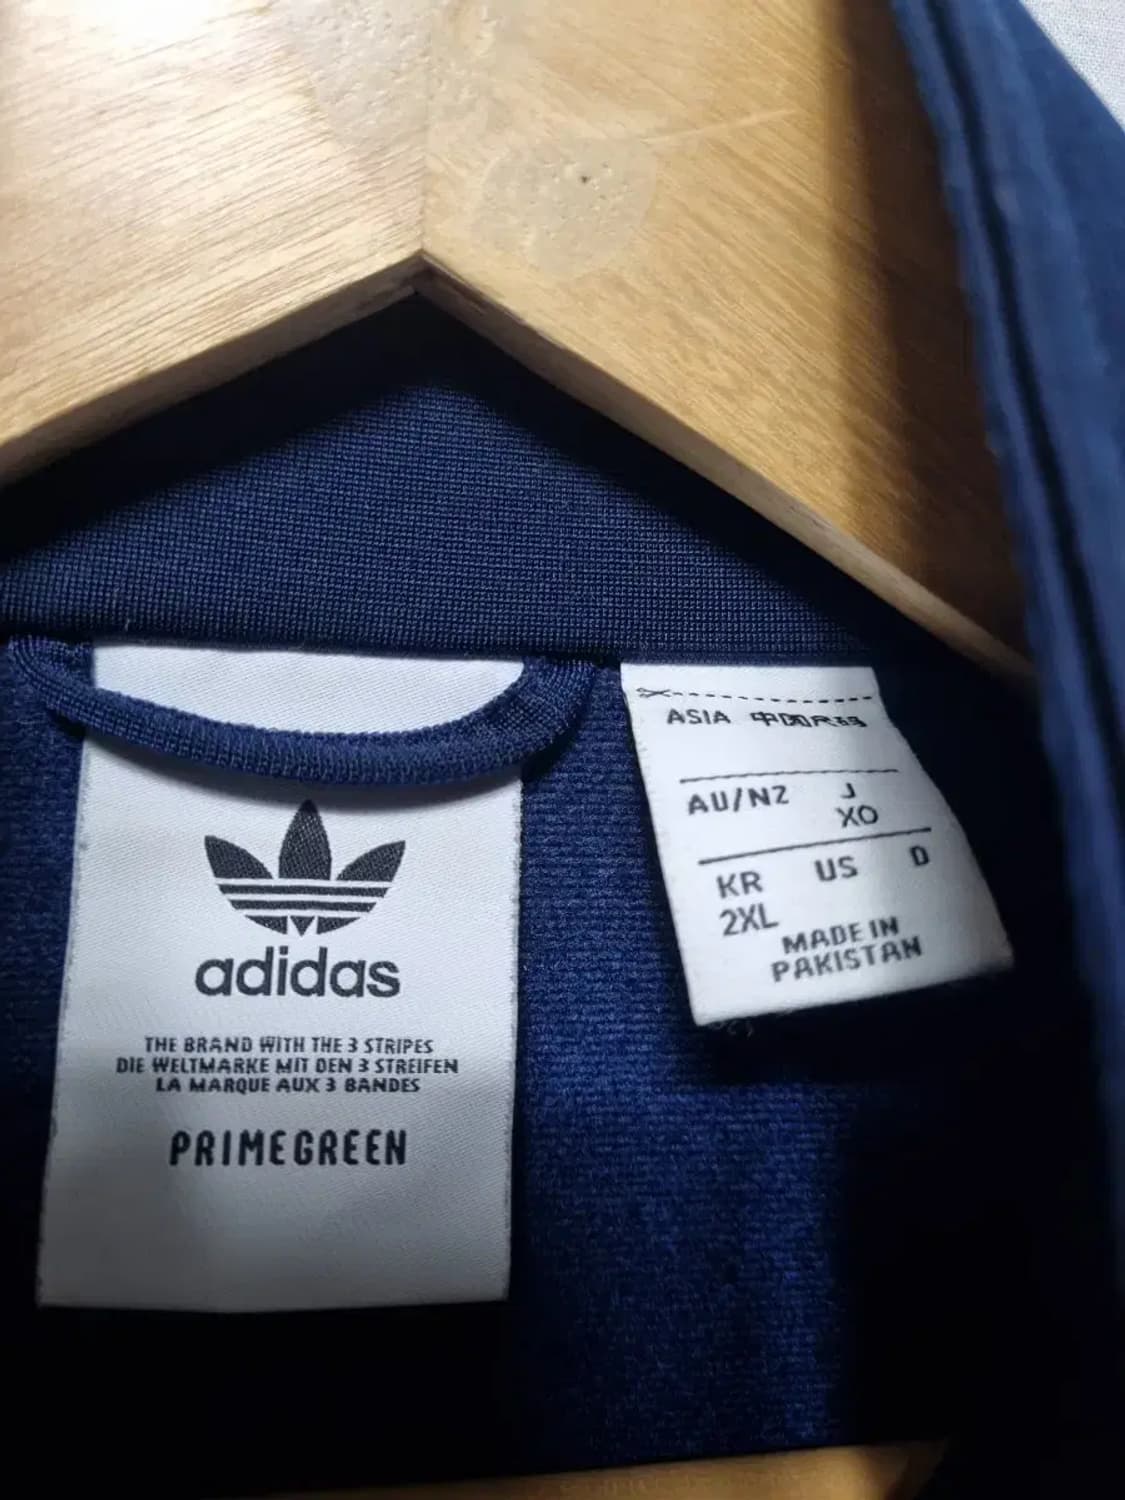 adidas
THE BRAND WITH THE 3 STRIPES
DIE WELTMARKE MIT DEN 3 STREIFEN
LA MARQUE AUX 3 BANDES
PRIMEGREEN
ASIA
AU/NZ J
XO
KR US D
2XL
MADE IN
PAKISTAN